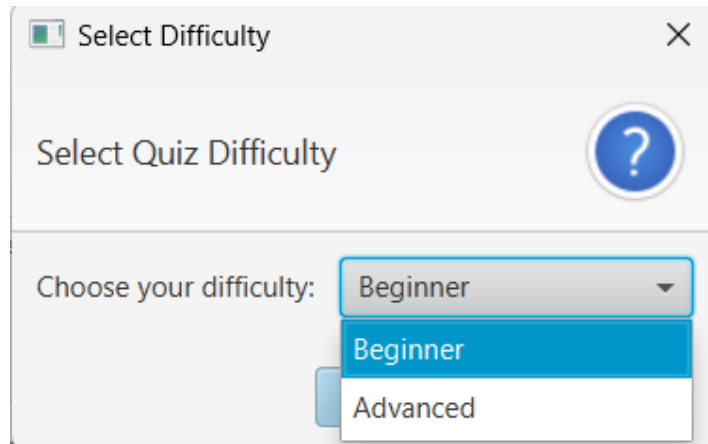 Select Difficulty
Select Quiz Difficulty
?
Choose your difficulty: Beginner
Beginner
Advanced